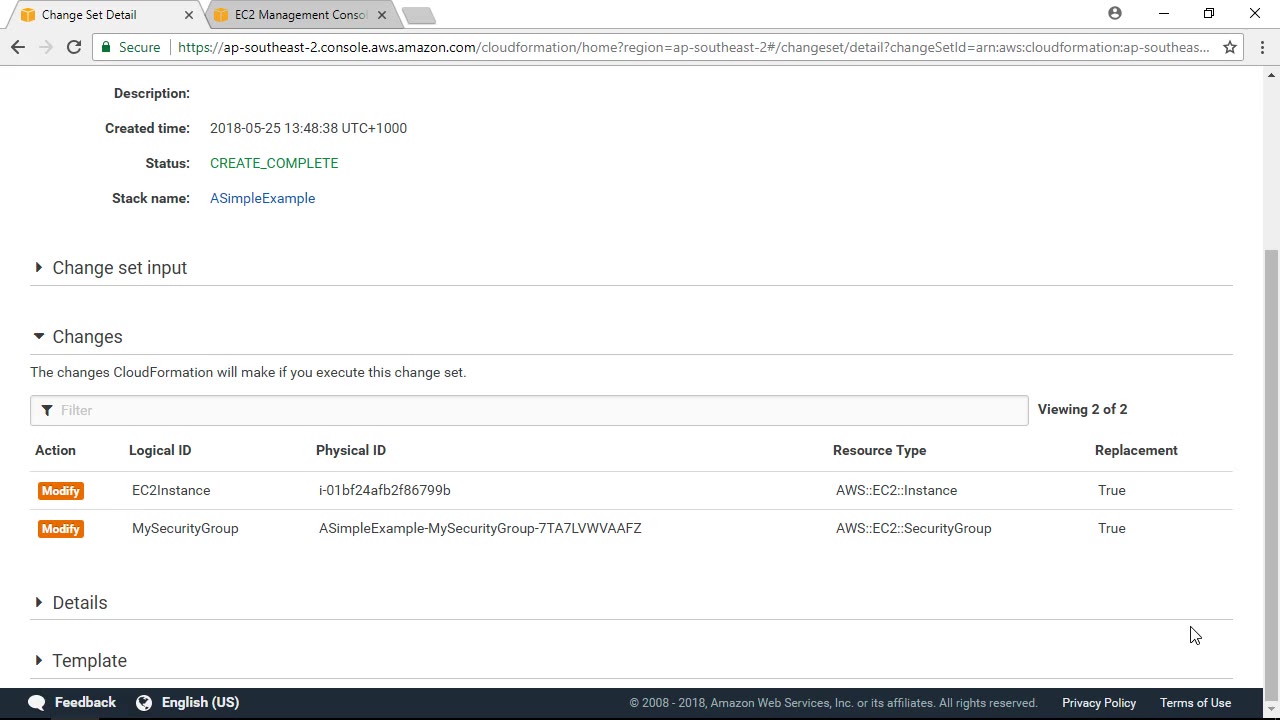 Change Set Detail
EC2 Management Consol
Secure
https://ap-southeast-2.console.aws.amazon.com/cloudformation/home?region=ap-southeast-2#/changeset/detail?changeSetId=arn:aws:cloudformation:ap-southeas...
Description:
Created time: 2018-05-25 13:48:38 UTC+1000
Status: CREATE_COMPLETE
Stack name: ASimpleExample
Change set input
Changes
The changes CloudFormation will make if you execute this change set.
Filter Viewing 2 of 2
Action Logical ID Physical ID Resource Type Replacement
Modify EC2Instance i-01bf24afb2f86799b AWS::EC2::Instance True
Modify MySecurityGroup ASimpleExample-MySecurityGroup-7TA7LVWVAAFZ AWS::EC2::SecurityGroup True
Details
Template
Feedback English (US) © 2008 - 2018, Amazon Web Services, Inc. or its affiliates. All rights reserved. Privacy Policy Terms of Use